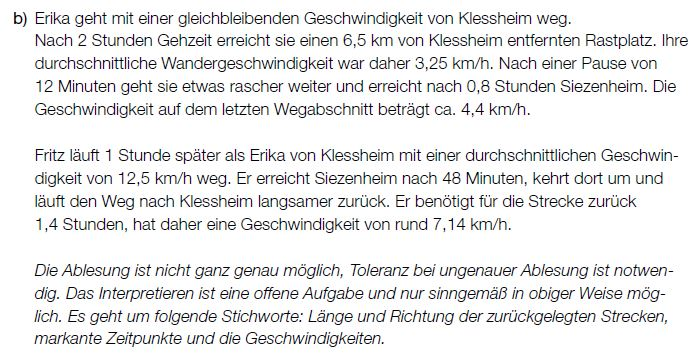 b) Erika geht mit einer gleichbleibenden Geschwindigkeit von Klessheim weg.
Nach 2 Stunden Gehzeit erreicht sie einen 6,5 km von Klessheim entfernten Rastplatz. Ihre
durchschnittliche Wandergeschwindigkeit war daher 3,25 km/h. Nach einer Pause von
12 Minuten geht sie etwas rascher weiter und erreicht nach 0,8 Stunden Siezenheim. Die
Geschwindigkeit auf dem letzten Wegabschnitt beträgt ca. 4,4 km/h.
Fritz läuft 1 Stunde später als Erika von Klessheim mit einer durchschnittlichen Geschwin-
digkeit von 12,5 km/h weg. Er erreicht Siezenheim nach 48 Minuten, kehrt dort um und
läuft den Weg nach Klessheim langsamer zurück. Er benötigt für die Strecke zurück
1,4 Stunden, hat daher eine Geschwindigkeit von rund 7,14 km/h.
Die Ablesung ist nicht ganz genau möglich, Toleranz bei ungenauer Ablesung ist notwen-
dig. Das Interpretieren ist eine offene Aufgabe und nur sinngemäß in obiger Weise mög-
lich. Es geht um folgende Stichworte: Länge und Richtung der zurückgelegten Strecken,
markante Zeitpunkte und die Geschwindigkeiten.